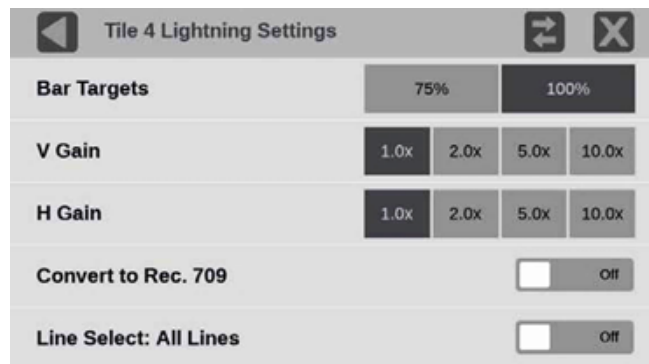 Tile 4 Lightning Settings
Bar Targets 75% 100%
V Gain 1.0x 2.0x 5.0x 10.0x
H Gain 1.0x 2.0x 5.0x 10.0x
Convert to Rec. 709 Off
Line Select: All Lines Off